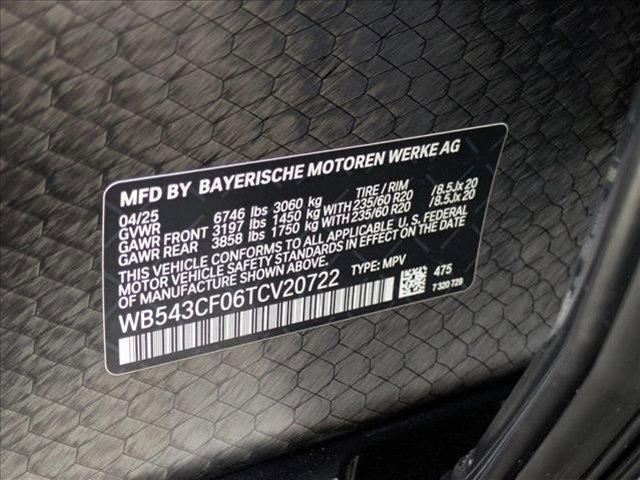 MFD BY BAYERISCHE MOTOREN WERKE AG
04/25 TIRE / RIM
GVWR 6746 lbs 3060 kg
GAWR FRONT 3197 lbs 1450 kg WITH 235/60 R20 /8.5Jx 20
GAWR REAR 3858 lbs 1750 kg WITH 235/60 R20 /8.5Jx 20
THIS VEHICLE CONFORMS TO ALL APPLICABLE U. S. FEDERAL
MOTOR VEHICLE SAFETY STANDARDS IN EFFECT ON THE DATE
OF MANUFACTURE SHOWN ABOVE.
WB543CF06TCV20722 TYPE: MPV 475
7 320 729